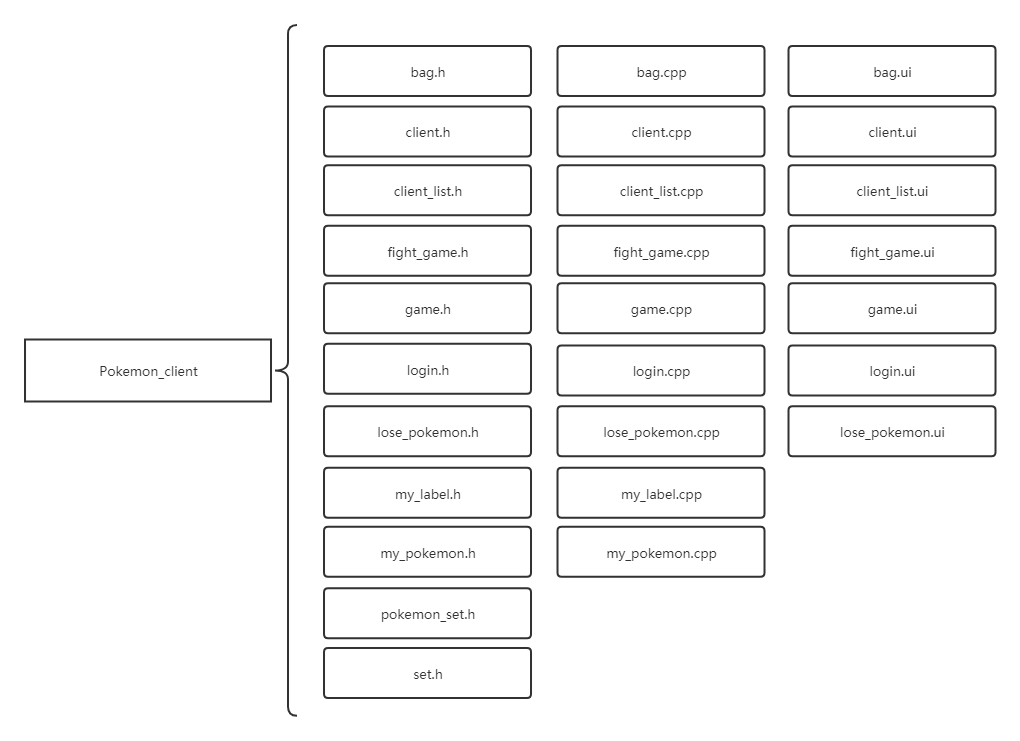 bag.h
bag.cpp
bag.ui
client.h
client.cpp
client.ui
client_list.h
client_list.cpp
client_list.ui
fight_game.h
fight_game.cpp
fight_game.ui
game.h
game.cpp
game.ui
Pokemon_client
login.h
login.cpp
login.ui
lose_pokemon.h
lose_pokemon.cpp
lose_pokemon.ui
my_label.h
my_label.cpp
my_pokemon.h
my_pokemon.cpp
pokemon_set.h
set.h